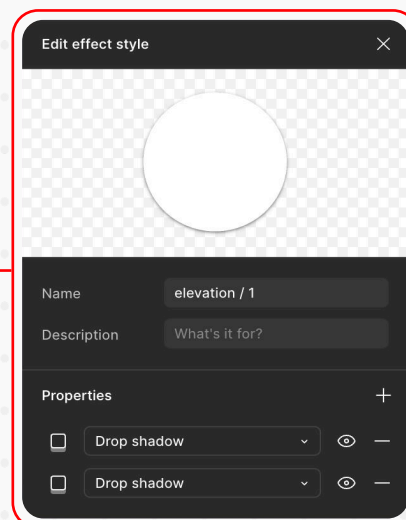 Edit effect style
Name
elevation / 1
Description
What's it for?
Properties
Drop shadow
Drop shadow